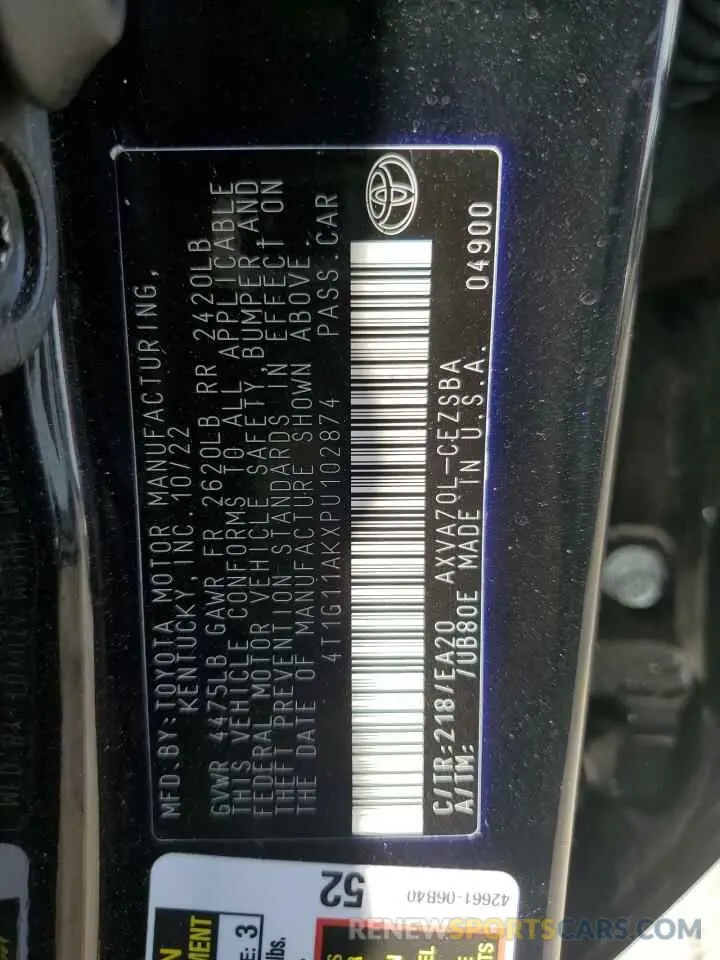 MFD.BY:TOYOTA MOTOR MANUFACTURING,
KENTUCKY, INC. 10/22
GVWR 4475LB GAWR FR 2620LB RR 2420LB
THIS VEHICLE CONFORMS TO ALL APPLICABLE
FEDERAL MOTOR VEHICLE SAFETY, BUMPER, AND
THEFT PREVENTION STANDARDS IN EFFECT ON
THE DATE OF MANUFACTURE SHOWN ABOVE.
4T1G11AKXPU102874 PASS.CAR
C/TR:218/EA20 AXVA70L-CEZSBA
A/TM: /UB80E MADE IN U.S.A. 04900
52
42661-06B40
MENT
E: 3
lbs.
RENEWSPORTSCARS.COM